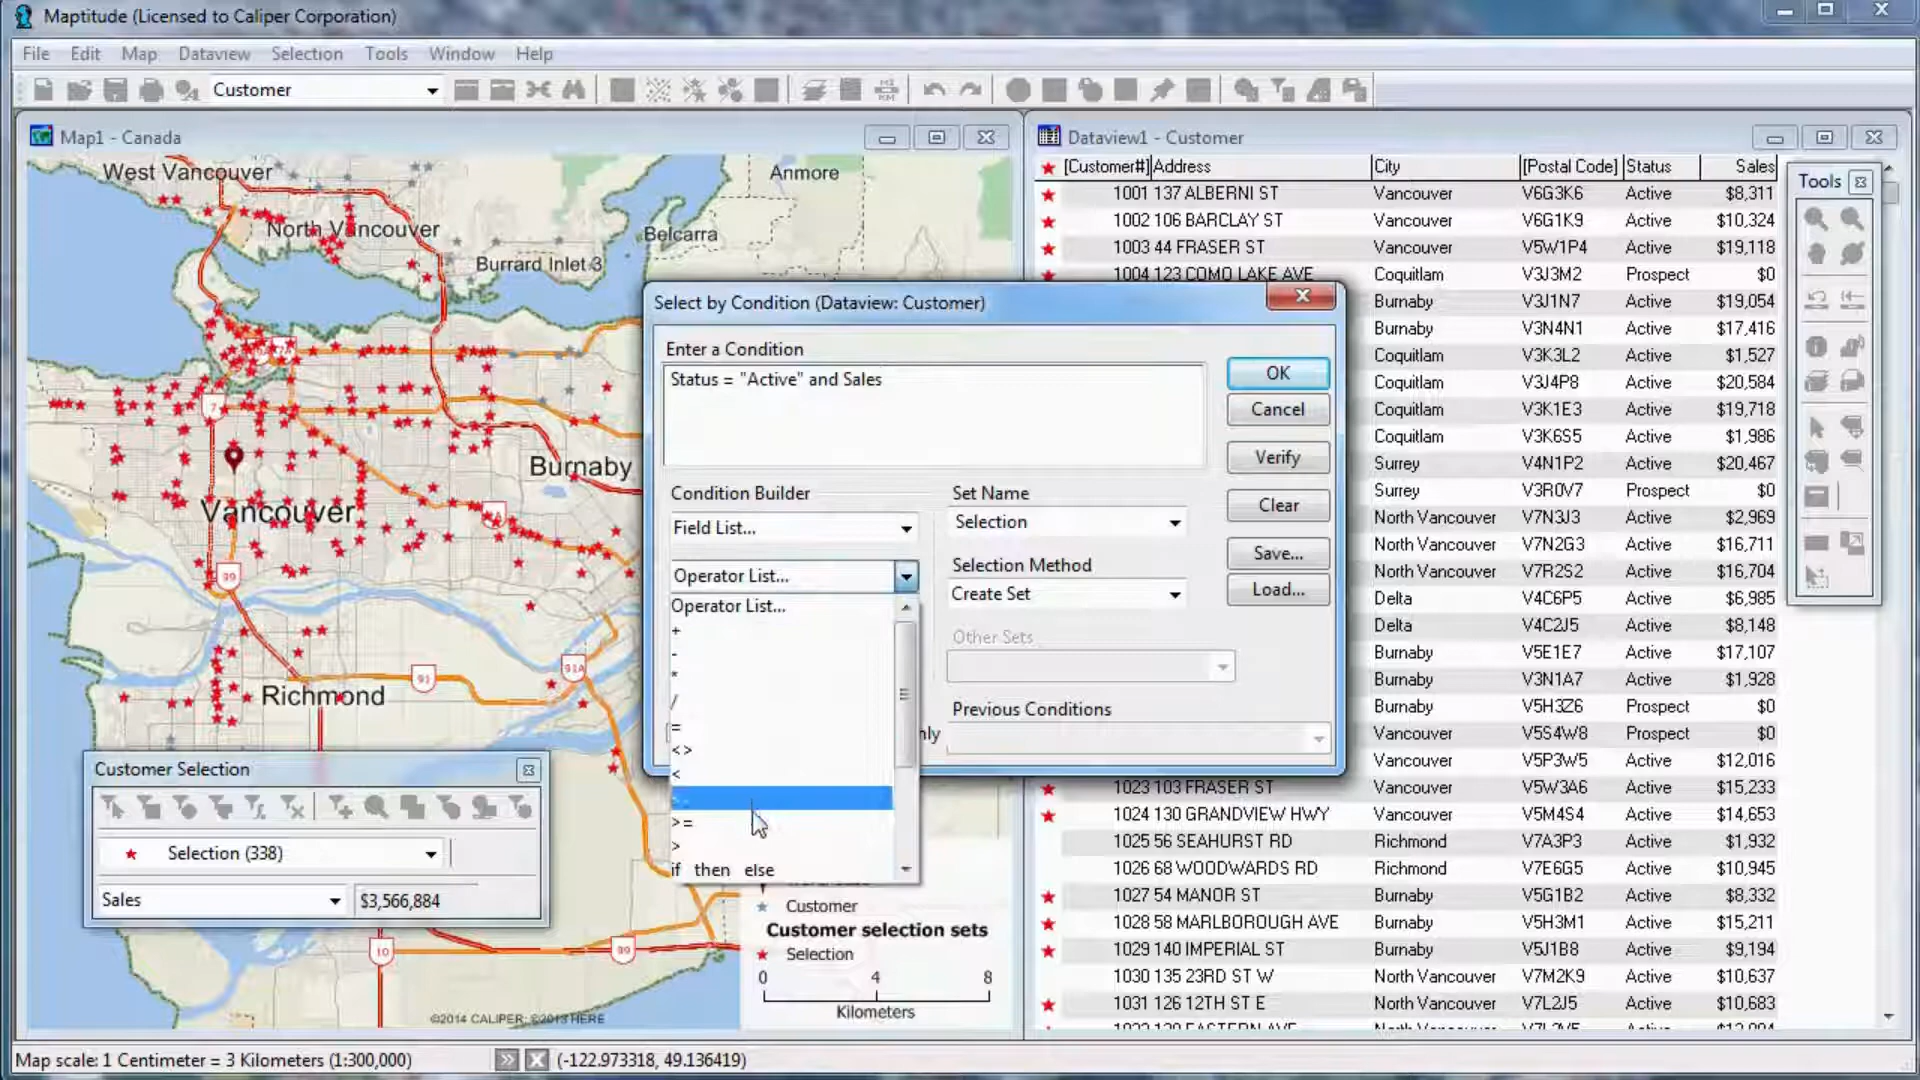 Maptitude (Licensed to Caliper Corporation)
File Edit Map Dataview Selection Tools Window Help
Customer
Map1 - Canada
West Vancouver
North Vancouver
Anmore
Belcarra
Burrard Inlet 3
7
Burnaby
Vancouver
99
91A
91
Richmond
10
99
©2014 CALIPER; ©2013 HERE
Customer
Customer selection sets
Selection
0 4 8
Kilometers
Customer Selection
Selection (338)
Sales $3,566,884
Select by Condition (Dataview: Customer)
Enter a Condition
Status = "Active" and Sales
OK
Cancel
Verify
Clear
Save...
Load...
Condition Builder
Field List...
Operator List...
Operator List...
+
-
*
/
=
<>
<
>=
>
if then else
Set Name
Selection
Selection Method
Create Set
Other Sets
Previous Conditions
nly
Dataview1 - Customer
[Customer#] Address City [Postal Code] Status Sales
1001 137 ALBERNI ST Vancouver V6G3K6 Active $8,311
1002 106 BARCLAY ST Vancouver V6G1K9 Active $10,324
1003 44 FRASER ST Vancouver V5W1P4 Active $19,118
1004 123 COMO LAKE AVE Coquitlam V3J3M2 Prospect $0
Burnaby V3J1N7 Active $19,054
Burnaby V3N4N1 Active $17,416
Coquitlam V3K3L2 Active $1,527
Coquitlam V3J4P8 Active $20,584
Coquitlam V3K1E3 Active $19,718
Coquitlam V3K6S5 Active $1,986
Surrey V4N1P2 Active $20,467
Surrey V3R0V7 Prospect $0
North Vancouver V7N3J3 Active $2,969
North Vancouver V7N2G3 Active $16,711
North Vancouver V7R2S2 Active $16,704
Delta V4C6P5 Active $6,985
Delta V4C2J5 Active $8,148
Burnaby V5E1E7 Active $17,107
Burnaby V3N1A7 Active $1,928
Burnaby V5H3Z6 Prospect $0
Vancouver V5S4W8 Prospect $0
Vancouver V5P3W5 Active $12,016
1023 103 FRASER ST Vancouver V5W3A6 Active $15,233
1024 130 GRANDVIEW HWY Vancouver V5M4S4 Active $14,653
1025 56 SEAHURST RD Richmond V7A3P3 Active $1,932
1026 68 WOODWARDS RD Richmond V7E6G5 Active $10,945
1027 54 MANOR ST Burnaby V5G1B2 Active $8,332
1028 58 MARLBOROUGH AVE Burnaby V5H3M1 Active $15,211
1029 140 IMPERIAL ST Burnaby V5J1B8 Active $9,194
1030 135 23RD ST W North Vancouver V7M2K9 Active $10,637
1031 126 12TH ST E North Vancouver V7L2J5 Active $10,683
Tools
Map scale: 1 Centimeter = 3 Kilometers (1:300,000)
(-122.973318, 49.136419)